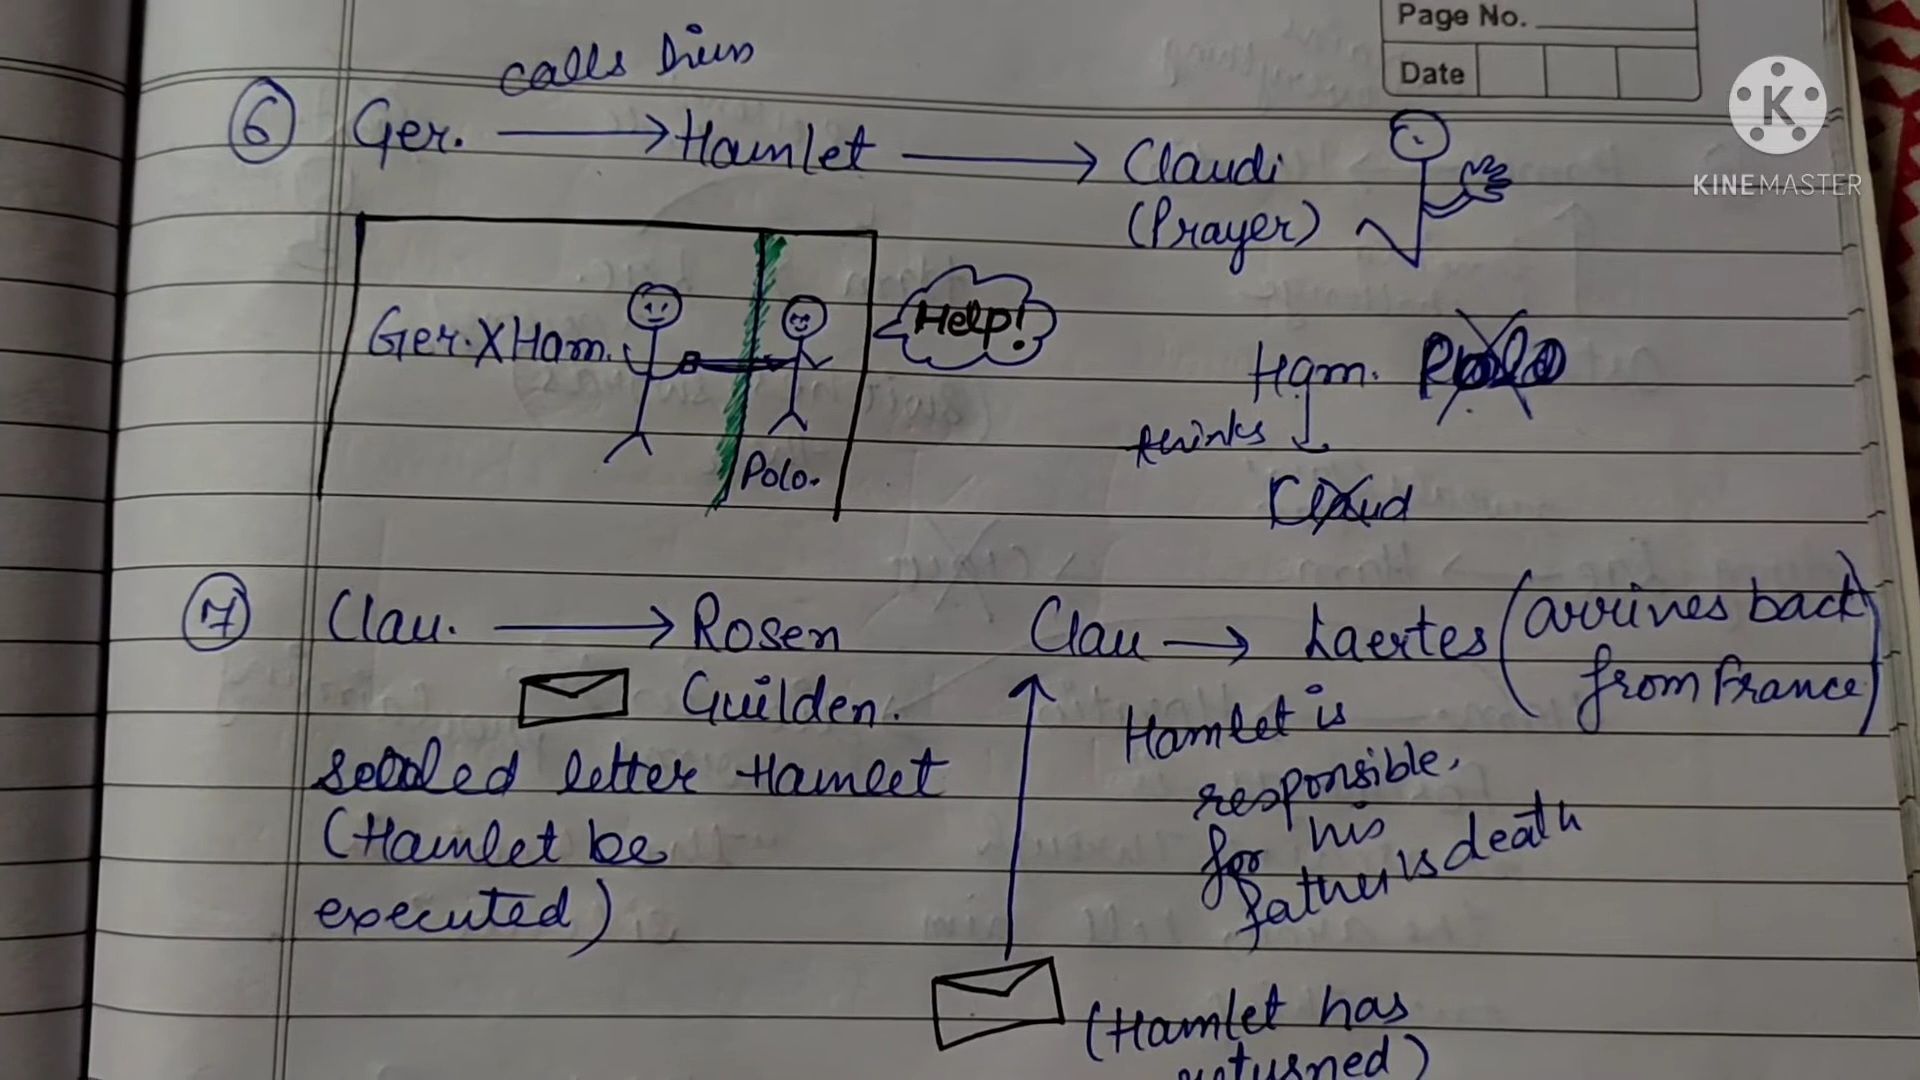 Page No.
Date
K
KINEMASTER
calls him
6 Ger. → Hamlet → Claudi
(Prayer)
Ger. X Ham.
Help!
Polo.
Ham. Polo
thinks
Claud
7 Clau. → Rosen
Guilden.
sealed letter Hamlet
(Hamlet be
executed)
Clau → Laertes (arrives back
from France)
Hamlet is
responsible.
for his
father's death
(Hamlet has
returned)